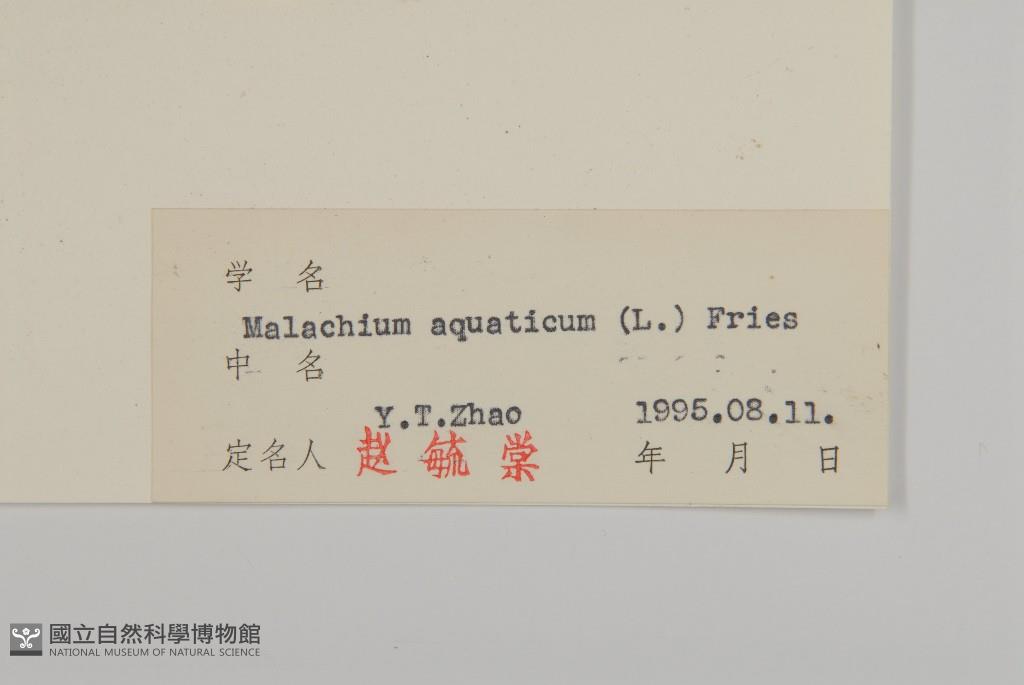 学 名
Malachium aquaticum (L.) Fries
中 名
Y.T.Zhao 1995.08.11.
定名人 赵毓棠 年 月 日
國立自然科學博物館
NATIONAL MUSEUM OF NATURAL SCIENCE